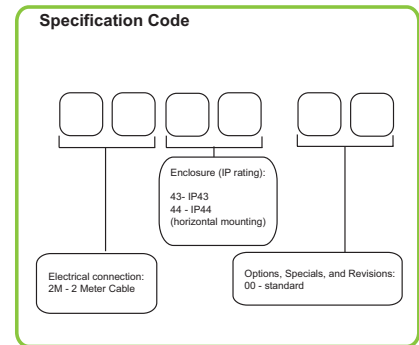 Specification Code
Enclosure (IP rating):
43- IP43
44 - IP44
(horizontal mounting)
Electrical connection:
2M - 2 Meter Cable
Options, Specials, and Revisions:
00 - standard